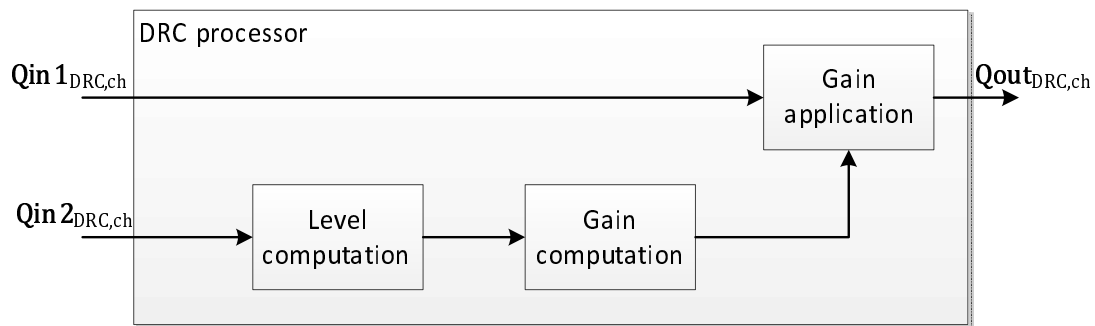 DRC processor
Qin 1DRC,ch
Gain
application
QoutDRC,ch
Qin 2DRC,ch
Level
computation
Gain
computation